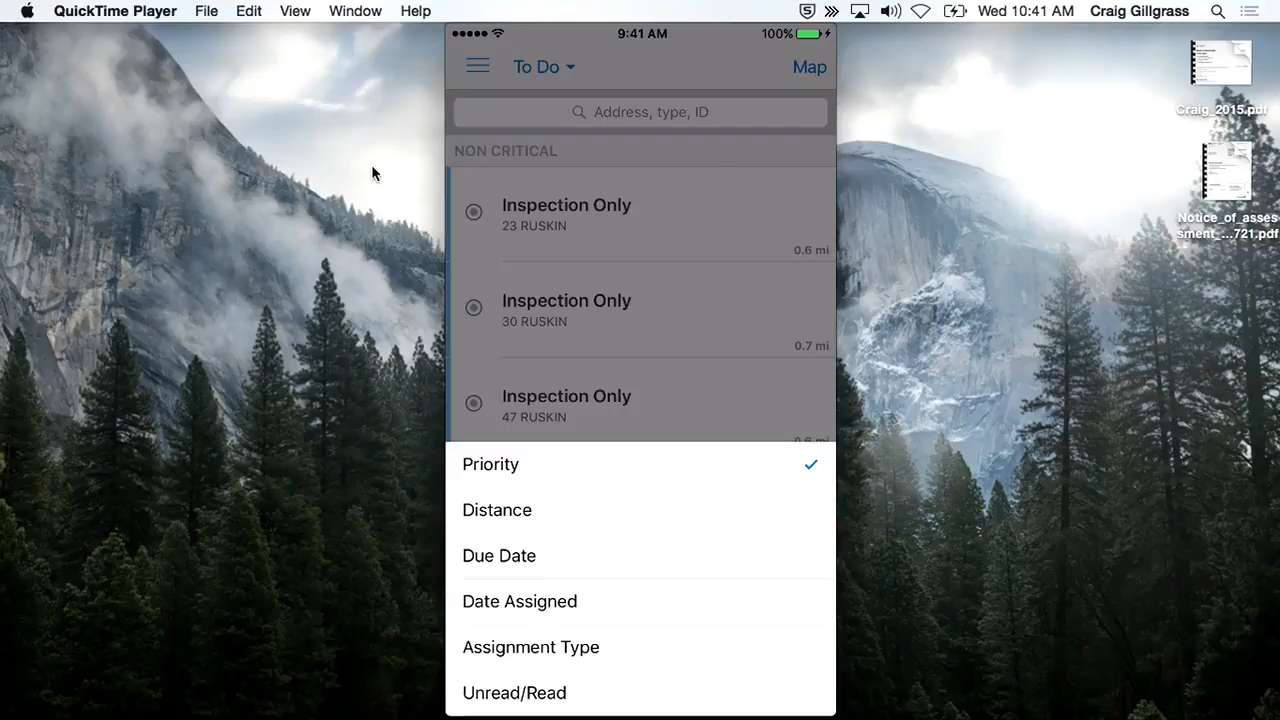 QuickTime Player File Edit View Window Help Wed 10:41 AM Craig Gillgrass
9:41 AM 100%
To Do Map
Address, type, ID
NON CRITICAL
Inspection Only
23 RUSKIN
0.6 mi
Inspection Only
30 RUSKIN
0.7 mi
Inspection Only
47 RUSKIN
0.6 mi
Priority
Distance
Due Date
Date Assigned
Assignment Type
Unread/Read
Craig_2015.pdf
Notice_of_asses
sment_...721.pdf